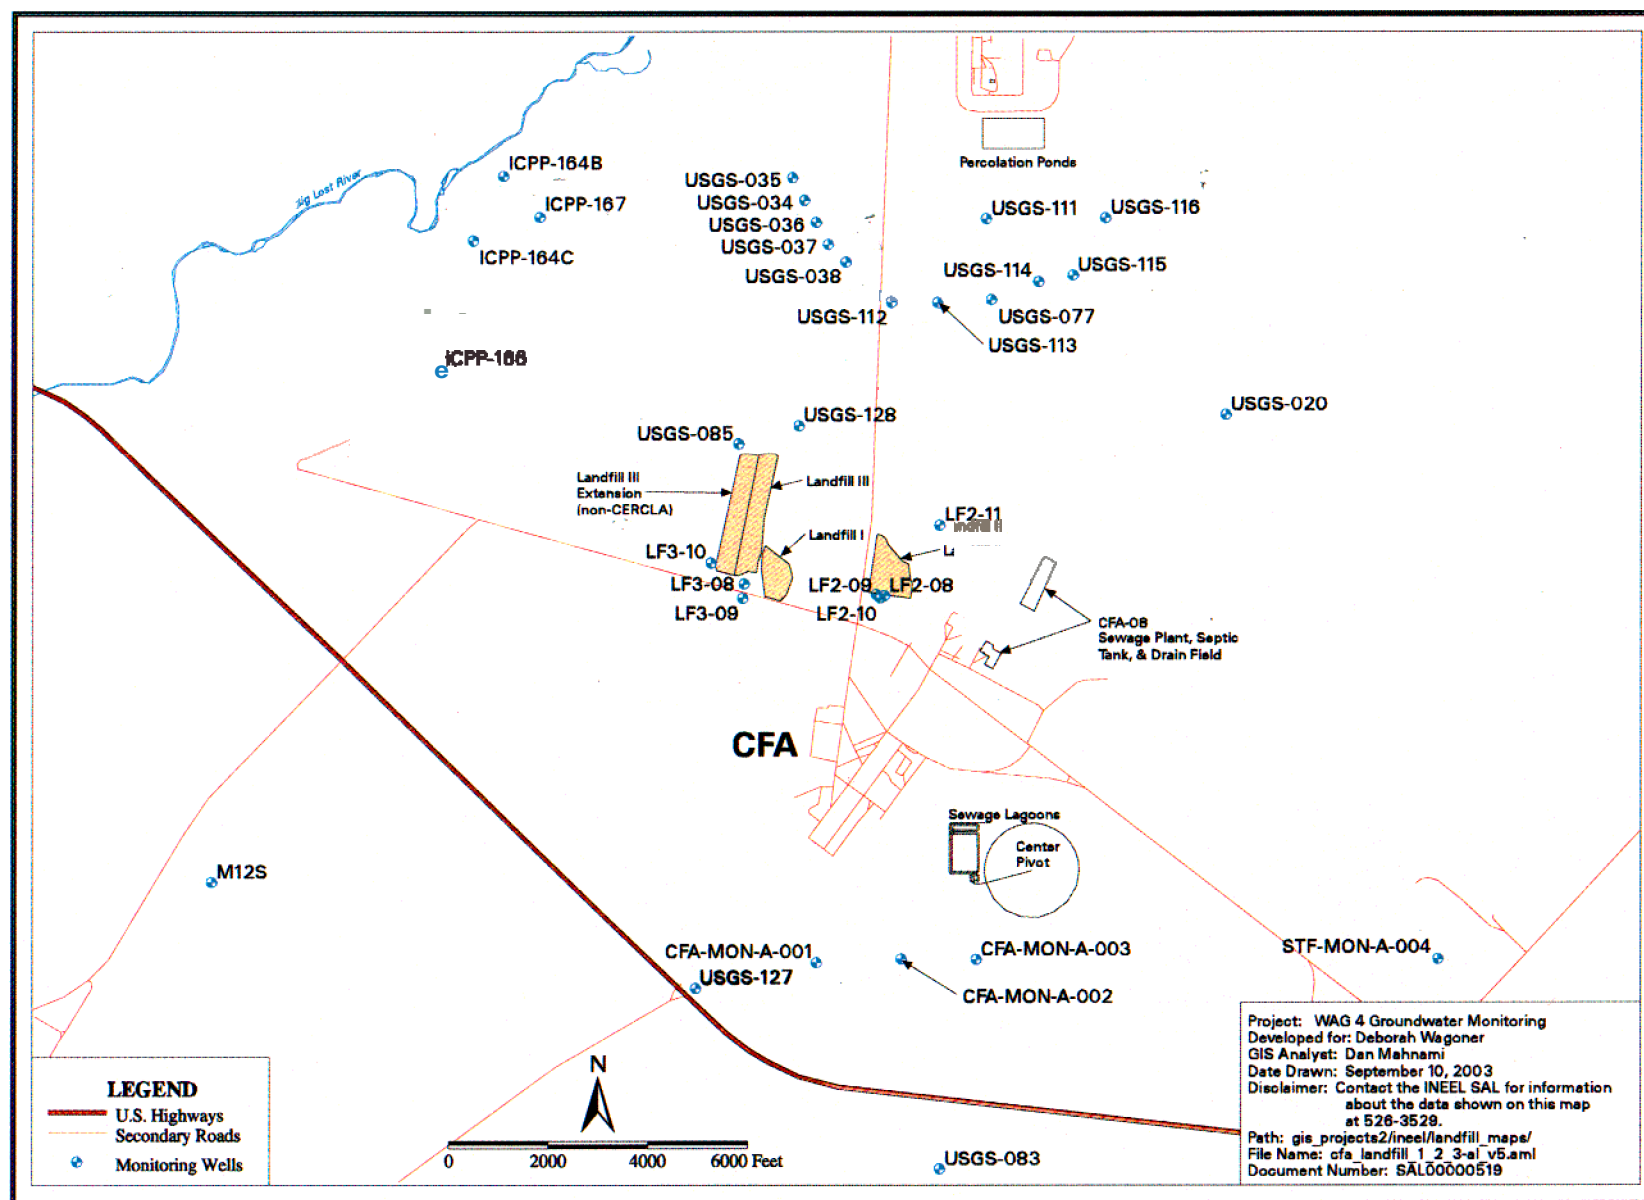 ICPP-164B
Big Lost River
ICPP-167
ICPP-164C
ICPP-166
USGS-035
USGS-034
USGS-036
USGS-037
USGS-038
USGS-112
Percolation Ponds
USGS-111
USGS-116
USGS-114
USGS-115
USGS-077
USGS-113
USGS-020
USGS-128
USGS-085
Landfill III
Extension
(non-CERCLA)
Landfill III
Landfill I
LF2-11
LF3-10
LF3-08
LF3-09
LF2-09
LF2-08
LF2-10
CFA-08
Sewage Plant, Septic
Tank, & Drain Field
CFA
Sewage Lagoons
Center
Pivot
M12S
CFA-MON-A-001
USGS-127
CFA-MON-A-003
CFA-MON-A-002
STF-MON-A-004
USGS-083
LEGEND
U.S. Highways
Secondary Roads
Monitoring Wells
N
0 2000 4000 6000 Feet
Project: WAG 4 Groundwater Monitoring
Developed for: Deborah Wagoner
GIS Analyst: Dan Mahnami
Date Drawn: September 10, 2003
Disclaimer: Contact the INEEL SAL for information
about the data shown on this map
at 526-3529.
Path: gis_projects2/ineel/landfill_maps/
File Name: cfa_landfill_1_2_3-al_v5.aml
Document Number: SAL00000519